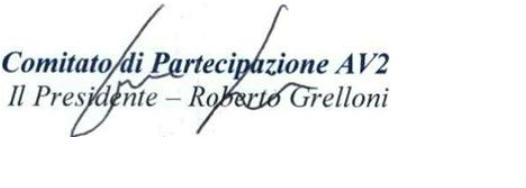 Comitato di Partecipazione AV2
Il Presidente – Roberto Grelloni